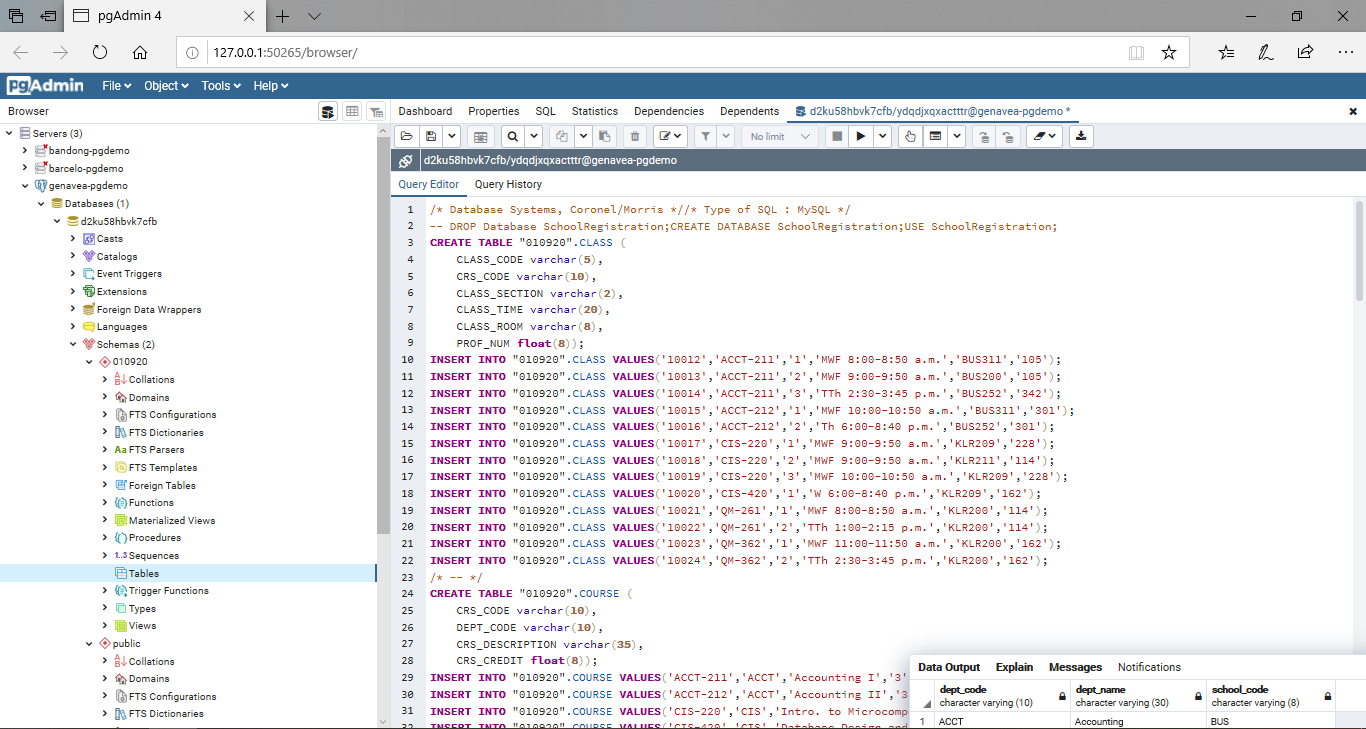 pgAdmin 4
127.0.0.1:50265/browser/
pgAdmin File Object Tools Help
Browser
Dashboard Properties SQL Statistics Dependencies Dependents d2ku58hbvk7cfb/ydqdjxqxactttr@genavea-pgdemo *
No limit
d2ku58hbvk7cfb/ydqdjxqxactttr@genavea-pgdemo
Query Editor Query History
Servers (3)
bandong-pgdemo
barcelo-pgdemo
genavea-pgdemo
Databases (1)
d2ku58hbvk7cfb
Casts
Catalogs
Event Triggers
Extensions
Foreign Data Wrappers
Languages
Schemas (2)
010920
Collations
Domains
FTS Configurations
FTS Dictionaries
Aa FTS Parsers
FTS Templates
Foreign Tables
Functions
Materialized Views
Procedures
1..3 Sequences
Tables
Trigger Functions
Types
Views
public
Collations
Domains
FTS Configurations
FTS Dictionaries
1 /* Database Systems, Coronel/Morris *//* Type of SQL : MySQL */
2 -- DROP Database SchoolRegistration;CREATE DATABASE SchoolRegistration;USE SchoolRegistration;
3 CREATE TABLE "010920".CLASS (
4 CLASS_CODE varchar(5),
5 CRS_CODE varchar(10),
6 CLASS_SECTION varchar(2),
7 CLASS_TIME varchar(20),
8 CLASS_ROOM varchar(8),
9 PROF_NUM float(8));
10 INSERT INTO "010920".CLASS VALUES('10012','ACCT-211','1','MWF 8:00-8:50 a.m.','BUS311','105');
11 INSERT INTO "010920".CLASS VALUES('10013','ACCT-211','2','MWF 9:00-9:50 a.m.','BUS200','105');
12 INSERT INTO "010920".CLASS VALUES('10014','ACCT-211','3','TTh 2:30-3:45 p.m.','BUS252','342');
13 INSERT INTO "010920".CLASS VALUES('10015','ACCT-212','1','MWF 10:00-10:50 a.m.','BUS311','301');
14 INSERT INTO "010920".CLASS VALUES('10016','ACCT-212','2','Th 6:00-8:40 p.m.','BUS252','301');
15 INSERT INTO "010920".CLASS VALUES('10017','CIS-220','1','MWF 9:00-9:50 a.m.','KLR209','228');
16 INSERT INTO "010920".CLASS VALUES('10018','CIS-220','2','MWF 9:00-9:50 a.m.','KLR211','114');
17 INSERT INTO "010920".CLASS VALUES('10019','CIS-220','3','MWF 10:00-10:50 a.m.','KLR209','228');
18 INSERT INTO "010920".CLASS VALUES('10020','CIS-420','1','W 6:00-8:40 p.m.','KLR209','162');
19 INSERT INTO "010920".CLASS VALUES('10021','QM-261','1','MWF 8:00-8:50 a.m.','KLR200','114');
20 INSERT INTO "010920".CLASS VALUES('10022','QM-261','2','TTh 1:00-2:15 p.m.','KLR200','114');
21 INSERT INTO "010920".CLASS VALUES('10023','QM-362','1','MWF 11:00-11:50 a.m.','KLR200','162');
22 INSERT INTO "010920".CLASS VALUES('10024','QM-362','2','TTh 2:30-3:45 p.m.','KLR200','162');
23 /* -- */
24 CREATE TABLE "010920".COURSE (
25 CRS_CODE varchar(10),
26 DEPT_CODE varchar(10),
27 CRS_DESCRIPTION varchar(35),
28 CRS_CREDIT float(8));
29 INSERT INTO "010920".COURSE VALUES('ACCT-211','ACCT','Accounting I','3'
30 INSERT INTO "010920".COURSE VALUES('ACCT-212','ACCT','Accounting II','3
31 INSERT INTO "010920".COURSE VALUES('CIS-220','CIS','Intro. to Microcomp
32 INSERT INTO "010920".COURSE VALUES('CIS-420','CIS','Database Design and
Data Output Explain Messages Notifications
dept_code dept_name school_code
character varying (10) character varying (30) character varying (8)
1 ACCT Accounting BUS